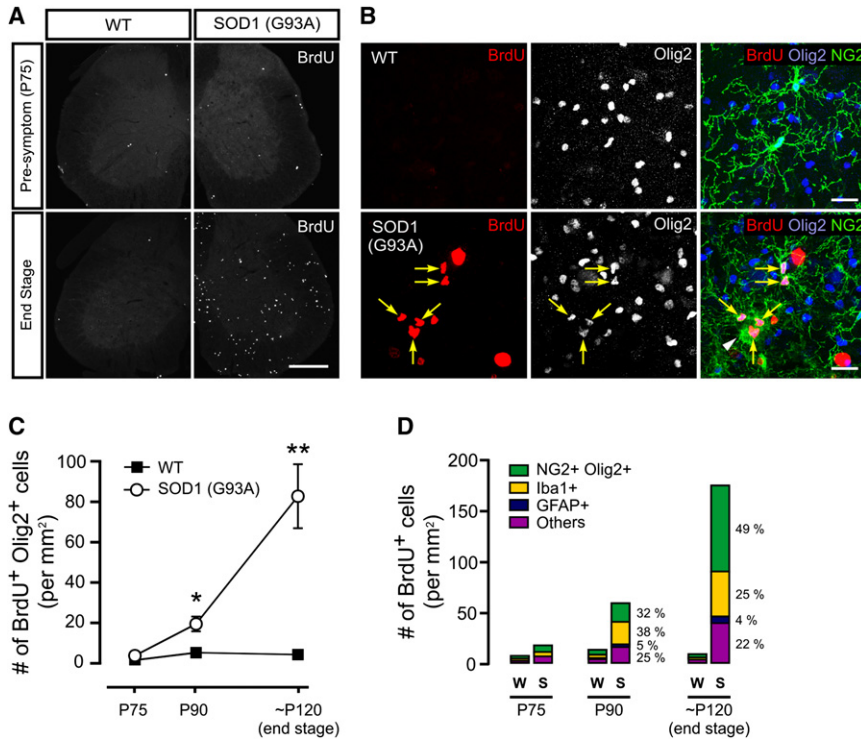 A
WT
SOD1 (G93A)
Pre-symptom (P75)
BrdU
End Stage
BrdU
B
WT
BrdU
Olig2
BrdU Olig2 NG2
SOD1
(G93A)
BrdU
Olig2
BrdU Olig2 NG2
C
# of BrdU+ Olig2+ cells
(per mm2)
100
80
60
40
20
0
WT
SOD1 (G93A)
*
**
P75
P90
~P120
(end stage)
D
# of BrdU+ cells
(per mm2)
200
150
100
50
0
NG2+ Olig2+
Iba1+
GFAP+
Others
32 %
38 %
5 %
25 %
49 %
25 %
4 %
22 %
W S W S W S
P75 P90 ~P120
(end stage)